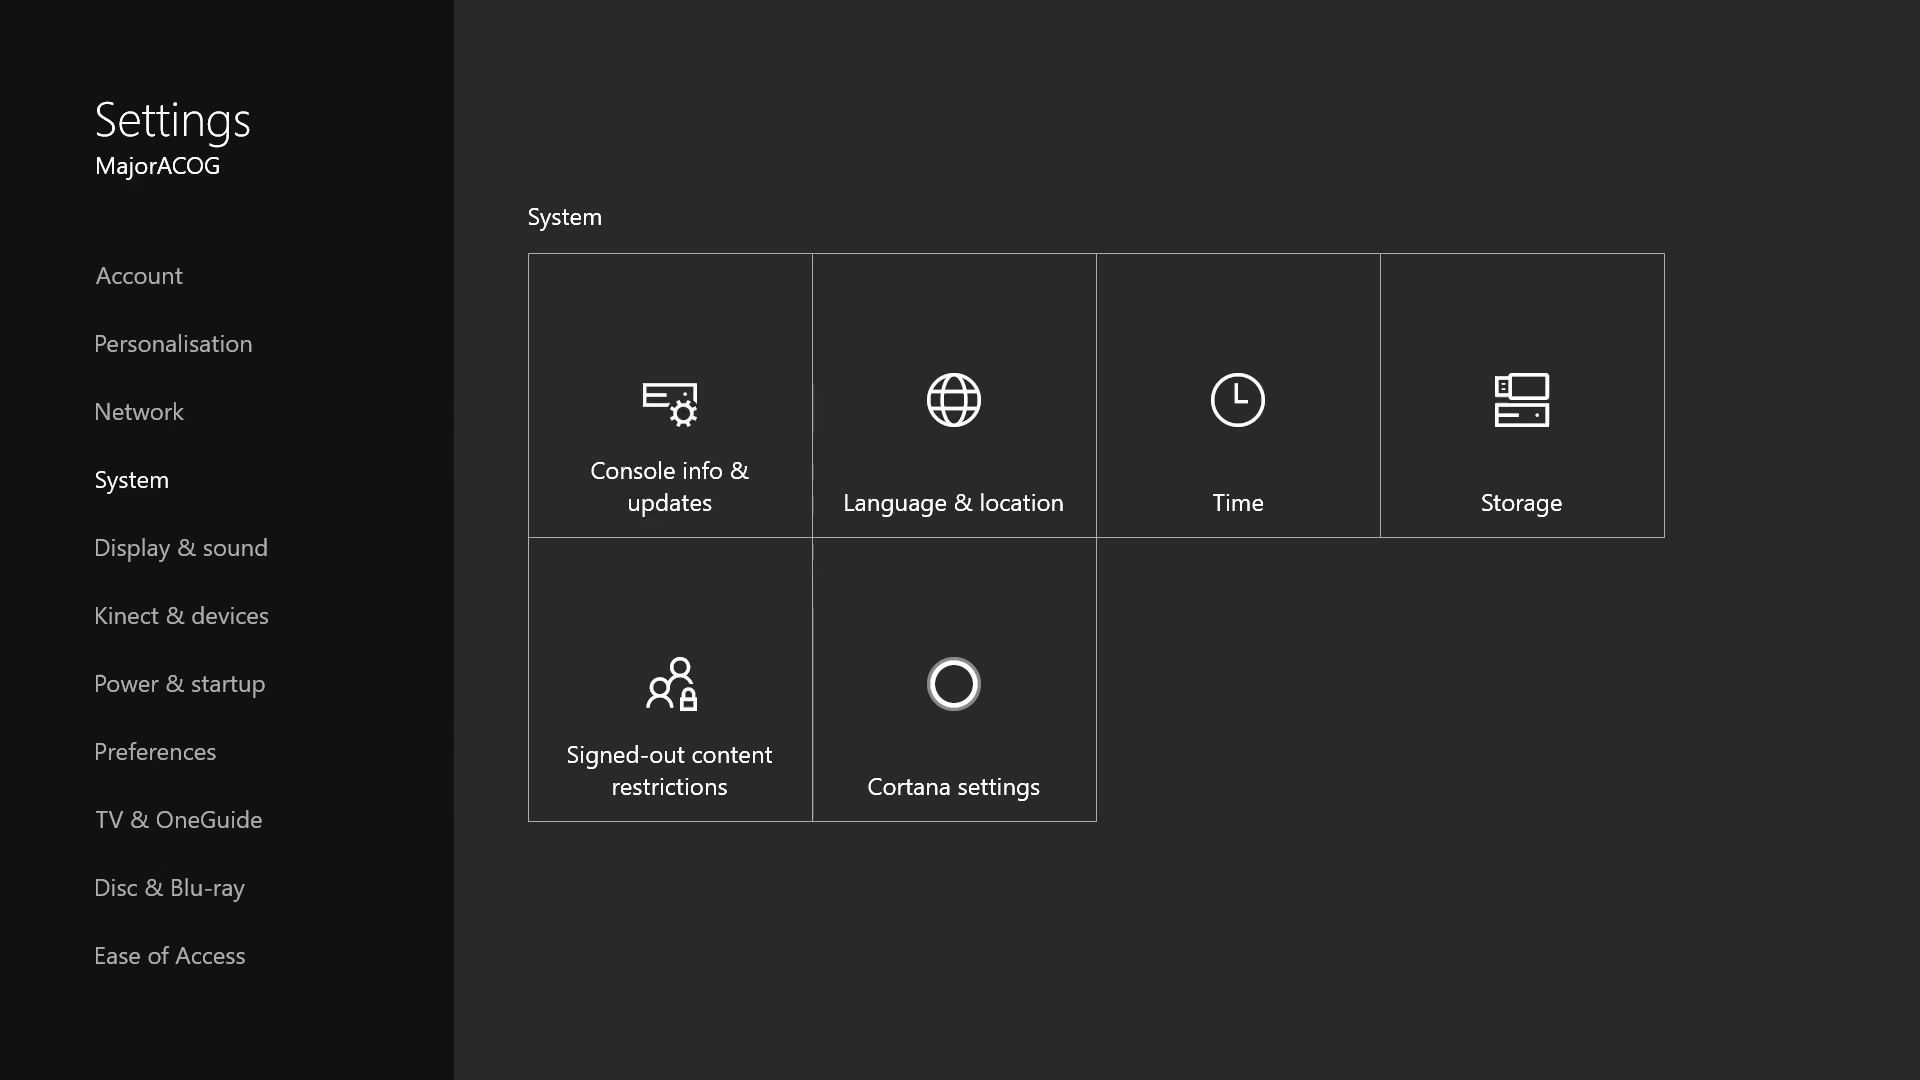 Settings
MajorACOG
Account
Personalisation
Network
System
Display & sound
Kinect & devices
Power & startup
Preferences
TV & OneGuide
Disc & Blu-ray
Ease of Access
System
Console info &
updates
Language & location
Time
Storage
Signed-out content
restrictions
Cortana settings